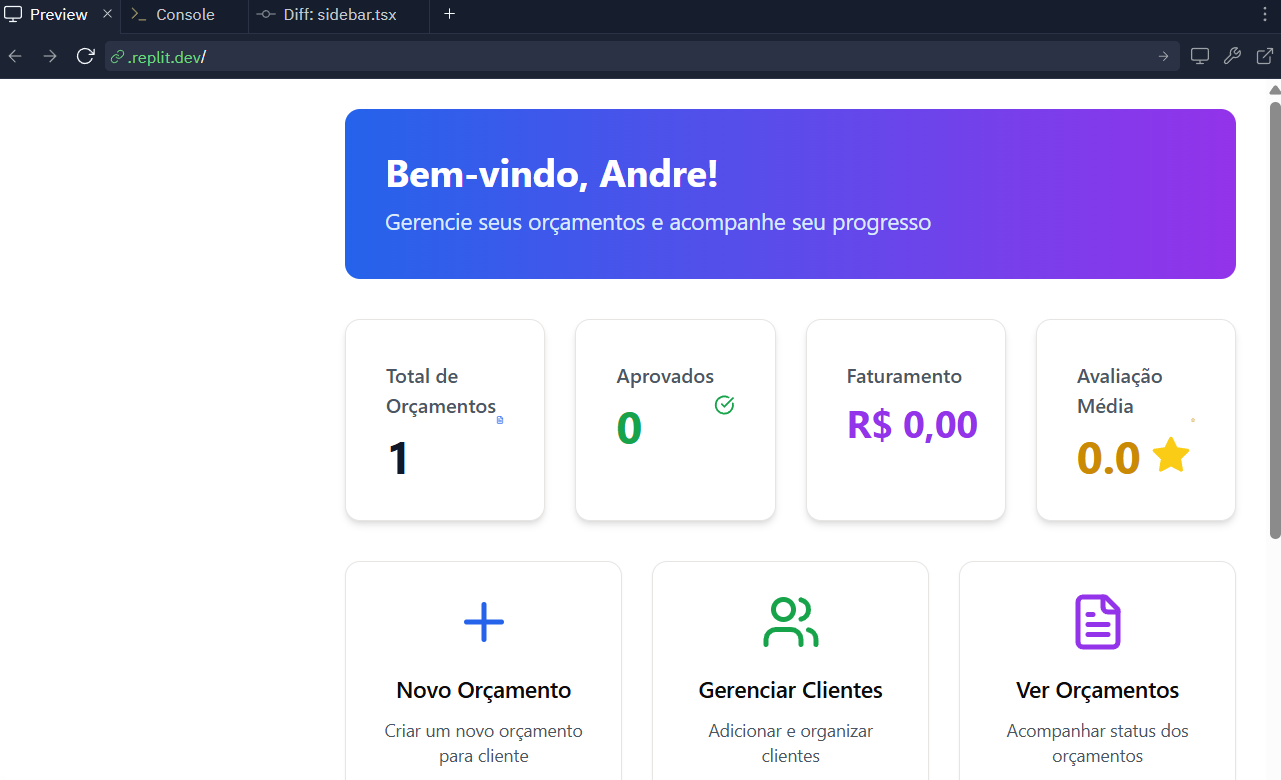 Preview
Console
Diff: sidebar.tsx
.replit.dev/
Bem-vindo, Andre!
Gerencie seus orçamentos e acompanhe seu progresso
Total de
Orçamentos
1
Aprovados
0
Faturamento
R$ 0,00
Avaliação
Média
0.0
Novo Orçamento
Criar um novo orçamento
para cliente
Gerenciar Clientes
Adicionar e organizar
clientes
Ver Orçamentos
Acompanhar status dos
orçamentos